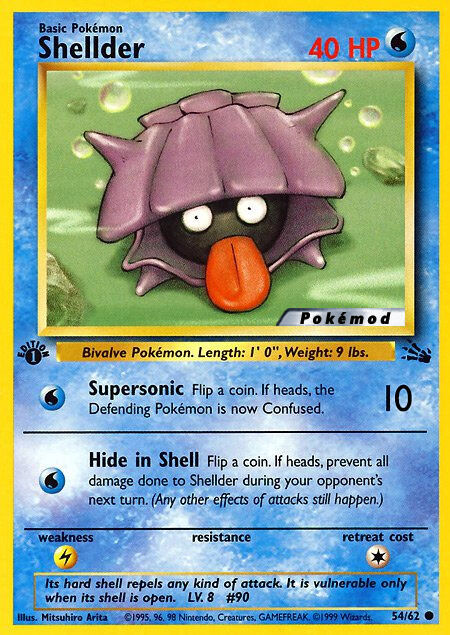 Basic Pokémon
Shellder
40 HP
Pokémod
EDITION
1
Bivalve Pokémon. Length: 1' 0", Weight: 9 lbs.
Supersonic Flip a coin. If heads, the
Defending Pokémon is now Confused.
10
Hide in Shell Flip a coin. If heads, prevent all
damage done to Shellder during your opponent's
next turn. (Any other effects of attacks still happen.)
weakness
resistance
retreat cost
Its hard shell repels any kind of attack. It is vulnerable only
when its shell is open. LV. 8 #90
Illus. Mitsuhiro Arita ©1995, 96, 98 Nintendo, Creatures, GAMEFREAK. ©1999 Wizards. 54/62